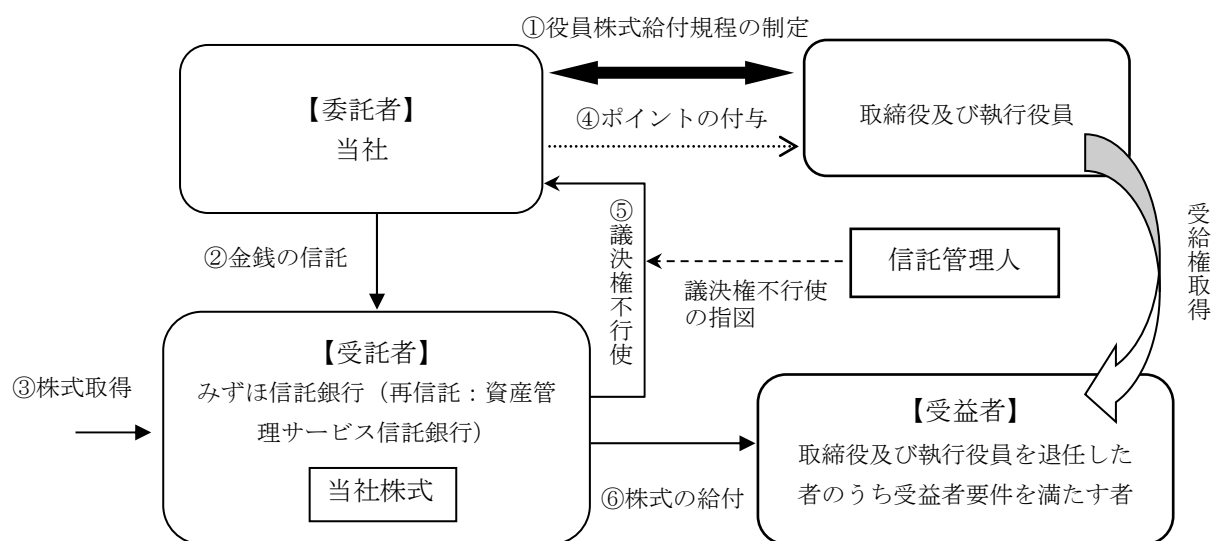 ①役員株式給付規程の制定
【委託者】
当社
④ポイントの付与
取締役及び執行役員
②金銭の信託
⑤議決権不行使
議決権不行使
の指図
信託管理人
受給権取得
③株式取得
【受託者】
みずほ信託銀行（再信託：資産管
理サービス信託銀行）
当社株式
⑥株式の給付
【受益者】
取締役及び執行役員を退任した
者のうち受益者要件を満たす者